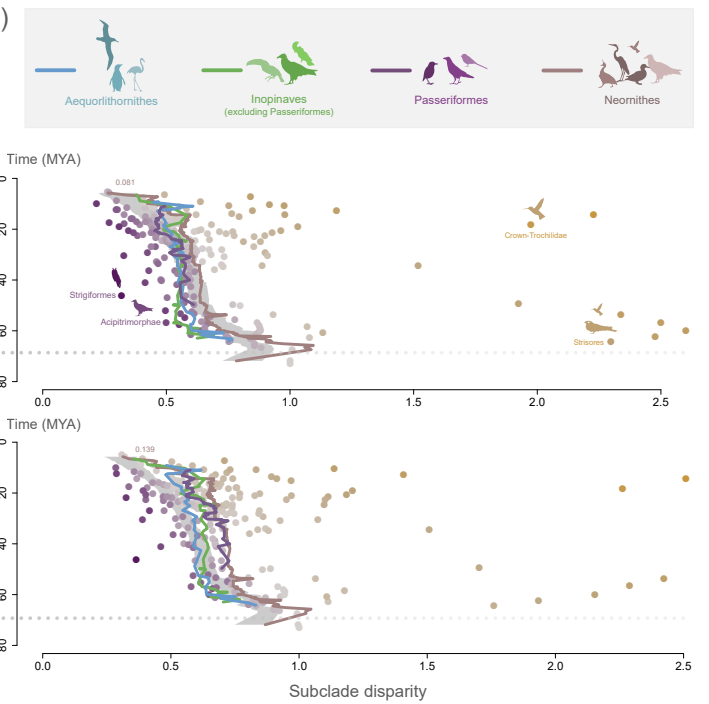 )
Aequorlithornithes
Inopinaves
(excluding Passeriformes)
Passeriformes
Neornithes
Time (MYA)
0
20
40
60
80
0.081
Crown-Trochilidae
Strigiformes
Acipitrimorphae
Strisores
0.0
0.5
1.0
1.5
2.0
2.5
Time (MYA)
0
20
40
60
80
0.139
0.0
0.5
1.0
1.5
2.0
2.5
Subclade disparity